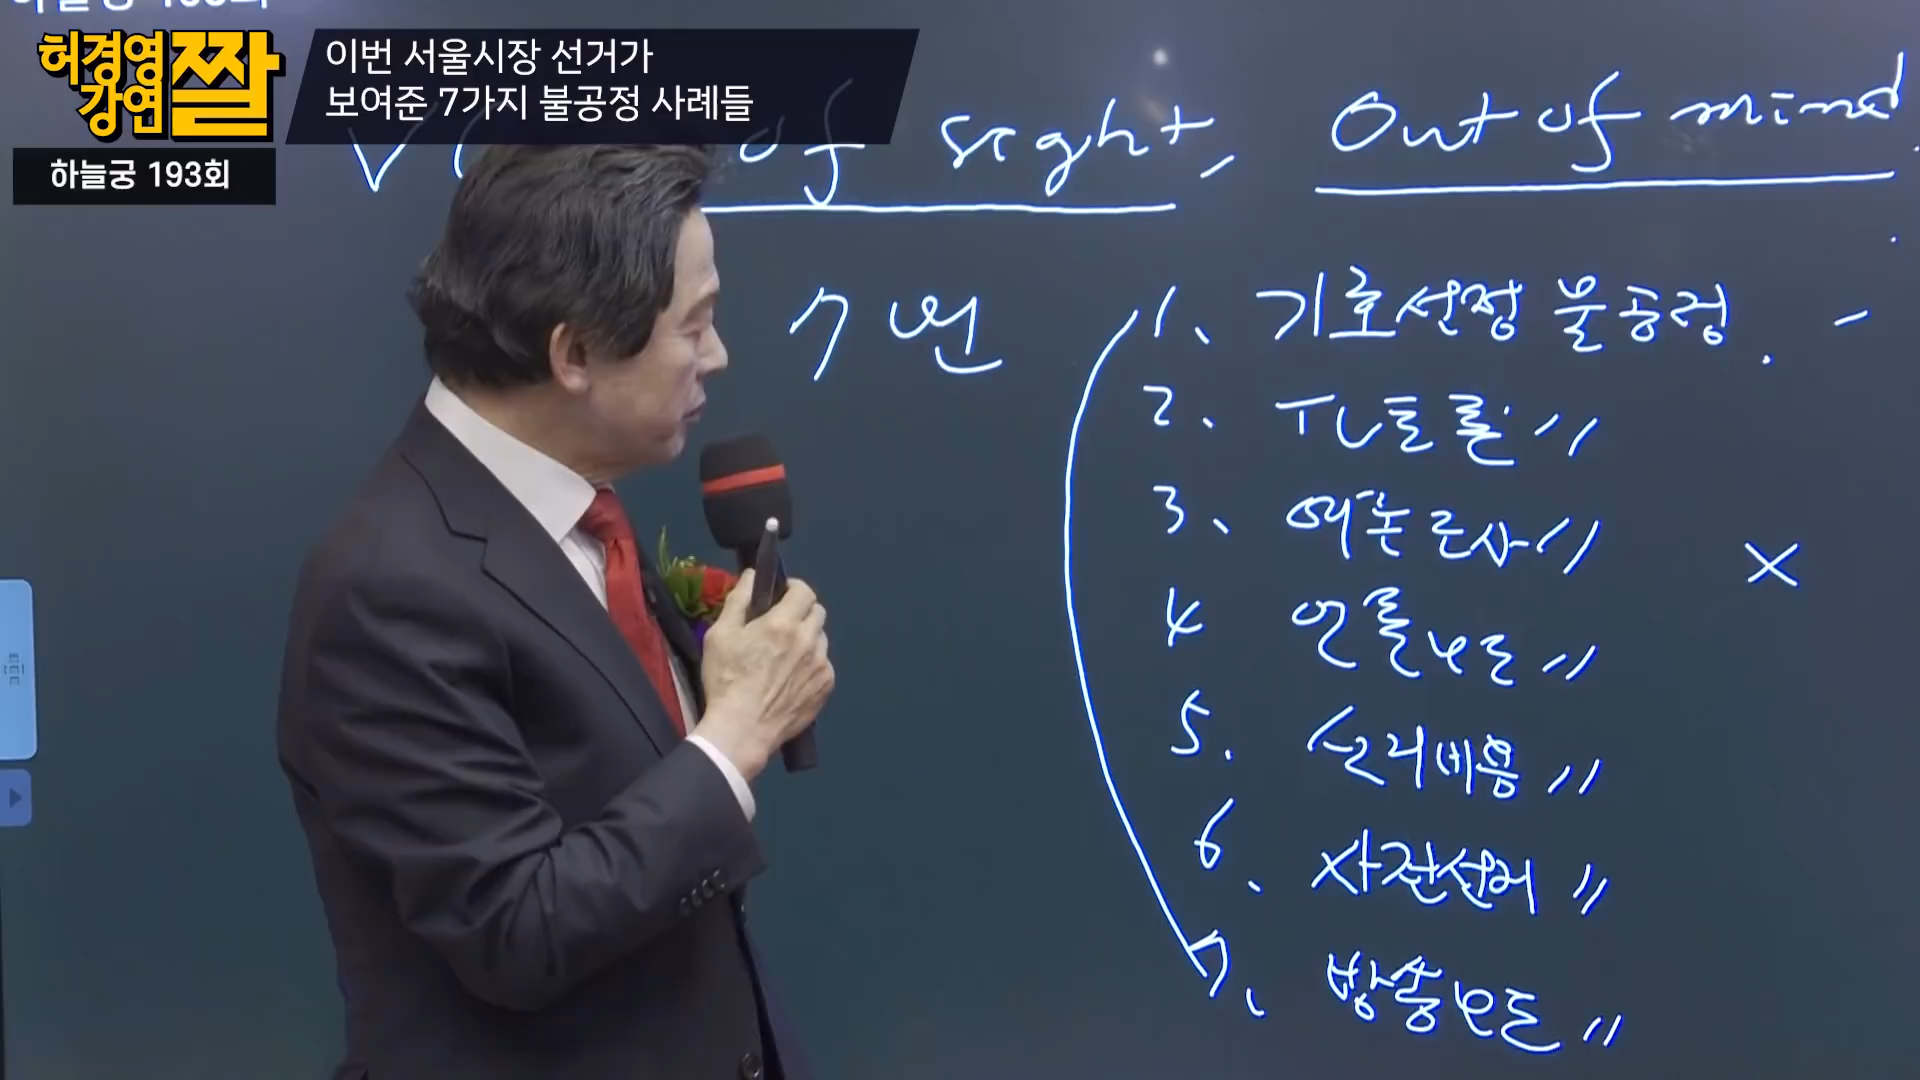 허경영 강연 짤
하늘궁 193회
이번 서울시장 선거가
보여준 7가지 불공정 사례들
of sight, Out of mind.
7번
1. 기호선정 불공정.
2. TV토론 〃
3. 여론조사 〃
4 언론보도 〃
5. 선거비용 〃
6. 사전선거 〃
7. 방송보도 〃